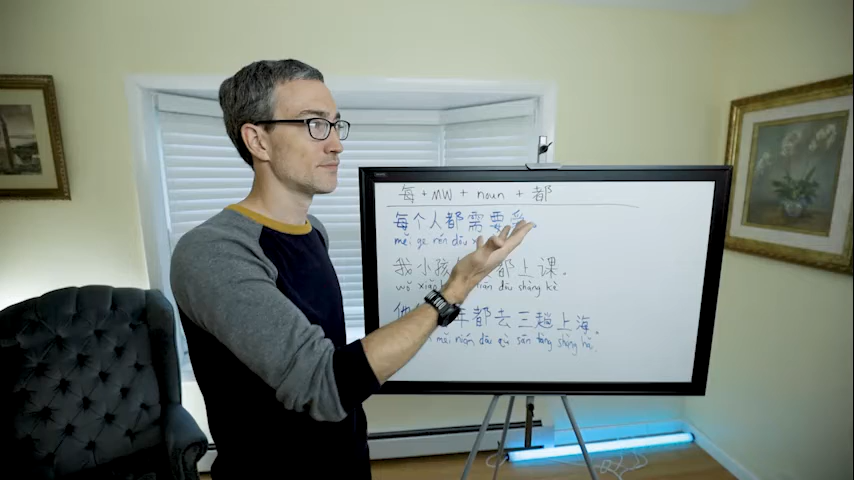 每 + MW + noun + 都
每个人都需要
měi ge rén dōu
我小孩 都上课。
wǒ xiǎo tiān dōu shàng kè
年都去三趟上海。
měi nián dōu qù sān tàng shàng hǎi